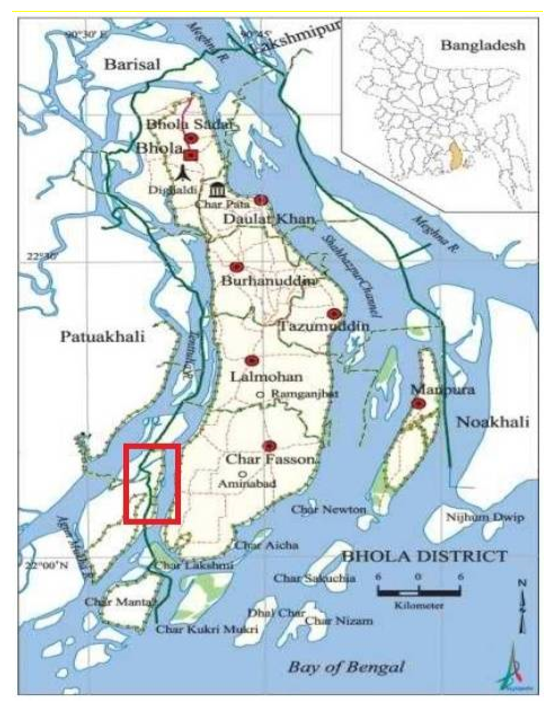 90°30' E
90°45'
Meghna R.
Lakshmipur
Bangladesh
Barisal
Bhola Sadar
Bhola
Dighaldi
Char Pata
Daulat Khan
Meghna R.
22°30'
Shahbazpur Channel
Burhanuddin
Tazumuddin
Patuakhali
Lalmohan
Ramganjbat
Manpura
Noakhali
Char Fasson
Aminabad
Char Newton
Nijhum Dwip
Char Aicha
22°00'N
Char Lakshmi
BHOLA DISTRICT
Char Sakuchia
6 0 6
Kilometer
N
Char Manta
Dhal Char
Char Nizam
Char Kukri Mukri
Bay of Bengal